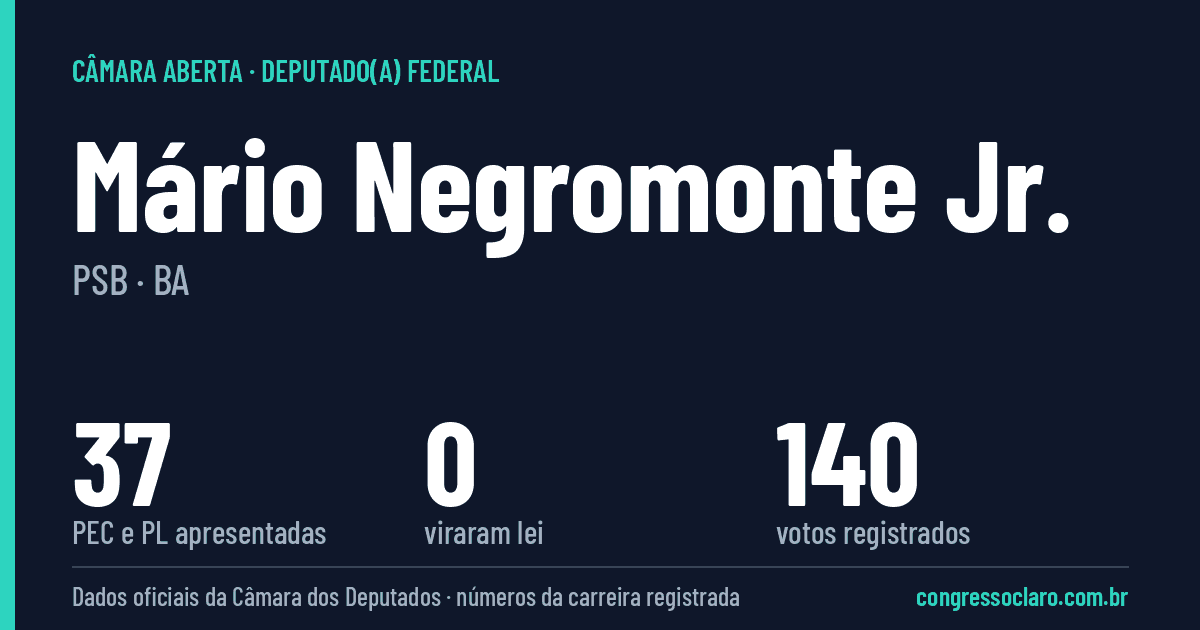 CÂMARA ABERTA · DEPUTADO(A) FEDERAL
Mário Negromonte Jr.
PSB · BA
37 0 140
PEC e PL apresentadas viraram lei votos registrados
Dados oficiais da Câmara dos Deputados · números da carreira registrada congressoclaro.com.br